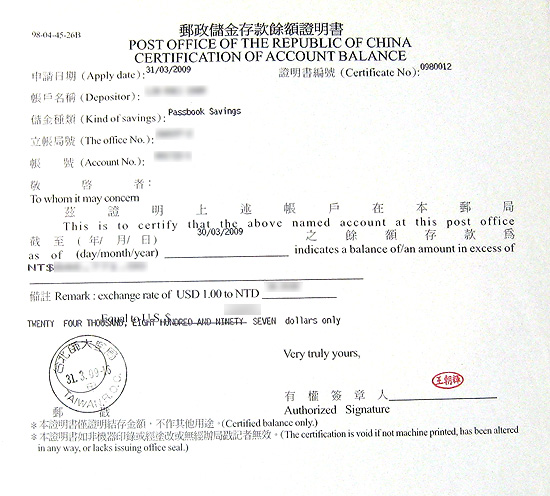 98-04-45-26B
郵政儲金存款餘額證明書
POST OFFICE OF THE REPUBLIC OF CHINA
CERTIFICATION OF ACCOUNT BALANCE
申請日期 (Apply date): 31/03/2009 證明書編號 (Certificate No): 0980012
帳戶名稱 (Depositor):
儲金種類 (Kind of savings): Passbook Savings
立帳局號 (The office No.):
帳 號 (Account No.):
敬 啓 者:
To whom it may concern
茲 證 明 上 述 帳 戶 在 本 郵 局
This is to certify that the above named account at this post office
截 至 ( 年/ 月/ 日) 30/03/2009 之 餘 額 存 款 爲
as of (day/month/year) indicates a balance of/an amount in excess of
NT$
備註 Remark : exchange rate of USD 1.00 to NTD
Equal to U.S. $
TWENTY FOUR THOUSAND, EIGHT HUNDRED AND NINETY SEVEN dollars only
Very truly yours,
31.3.09-16
TAIWAN R.O.C
王朝暉
有 權 簽 章 人
Authorized Signature
郵 戳
*本證明書僅證明結存金額,不作其他用途。(Certified balance only.)
*本證明書如非機器印錄或經塗改或無經辦局戳記者無效。(The certification is void if not machine printed, has been altered
in any way, or lacks issuing office seal.)